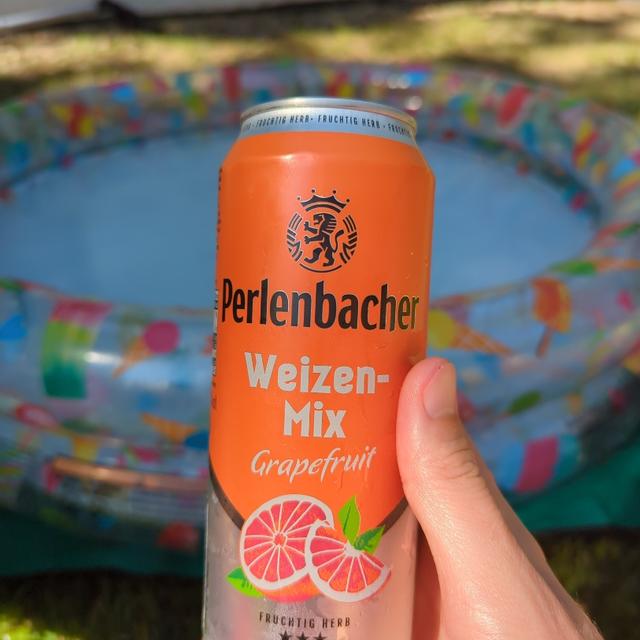 FRUCHTIG HERB · FRUCHTIG HERB ·
Perlenbacher
Weizen-
Mix
Grapefruit
FRUCHTIG HERB